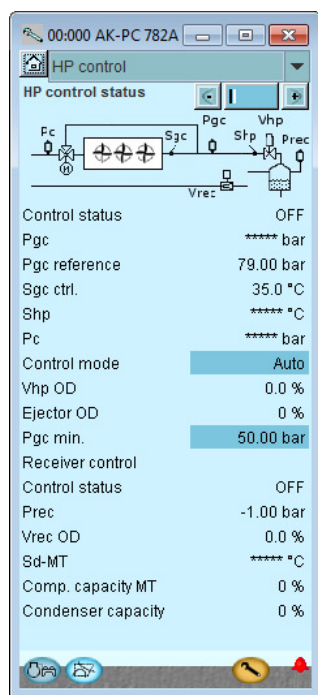 00:000 AK-PC 782A
HP control
HP control status
Pgc Vhp
Pc Sgc Shp Prec
M
Vrec
Control status OFF
Pgc ***** bar
Pgc reference 79.00 bar
Sgc ctrl. 35.0 °C
Shp ***** °C
Pc ***** bar
Control mode Auto
Vhp OD 0.0 %
Ejector OD 0 %
Pgc min. 50.00 bar
Receiver control
Control status OFF
Prec -1.00 bar
Vrec OD 0.0 %
Sd-MT ***** °C
Comp. capacity MT 0 %
Condenser capacity 0 %